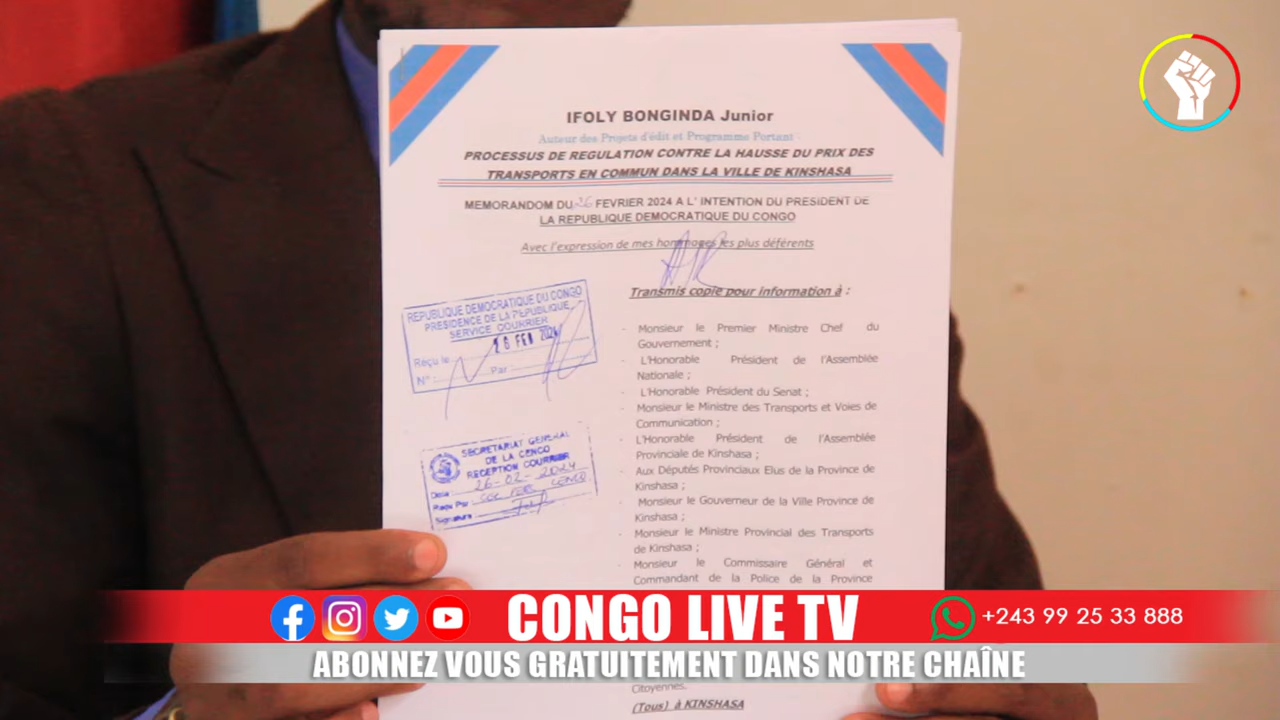 IFOLY BONGINDA Junior
Auteur des Projets d'édit et Programme Portant :
PROCESSUS DE REGULATION CONTRE LA HAUSSE DU PRIX DES
TRANSPORTS EN COMMUN DANS LA VILLE DE KINSHASA
MEMORANDUM DU 26 FEVRIER 2024 A L' INTENTION DU PRESIDENT DE
LA REPUBLIQUE DEMOCRATIQUE DU CONGO
Avec l'expression de mes hommages les plus déférents
Transmis copie pour information à :
REPUBLIQUE DEMOCRATIQUE DU CONGO
PRESIDENCE DE LA REPUBLIQUE
SERVICE COURRIER
Reçu le
FEV 2024
N° : Par :
SECRETARIAT GENERAL
DE LA CENCO
RECEPTION COURRIER
Date : 26-02-2024
Reçu Par : CENCO
Signature
- Monsieur le Premier Ministre Chef du
Gouvernement ;
- L'Honorable Président de l'Assemblée
Nationale ;
- L'Honorable Président du Senat ;
- Monsieur le Ministre des Transports et Voies de
Communication ;
- L'Honorable Président de l'Assemblée
Provinciale de Kinshasa ;
- Aux Députés Provinciaux Elus de la Province de
Kinshasa ;
- Monsieur le Gouverneur de la Ville Province de
Kinshasa ;
- Monsieur le Ministre Provincial des Transports
de Kinshasa ;
- Monsieur le Commissaire Général et
Commandant de la Police de la Province
CONGO LIVE TV
+243 99 25 33 888
ABONNEZ VOUS GRATUITEMENT DANS NOTRE CHAÎNE
Citoyennes,
(Tous) à KINSHASA